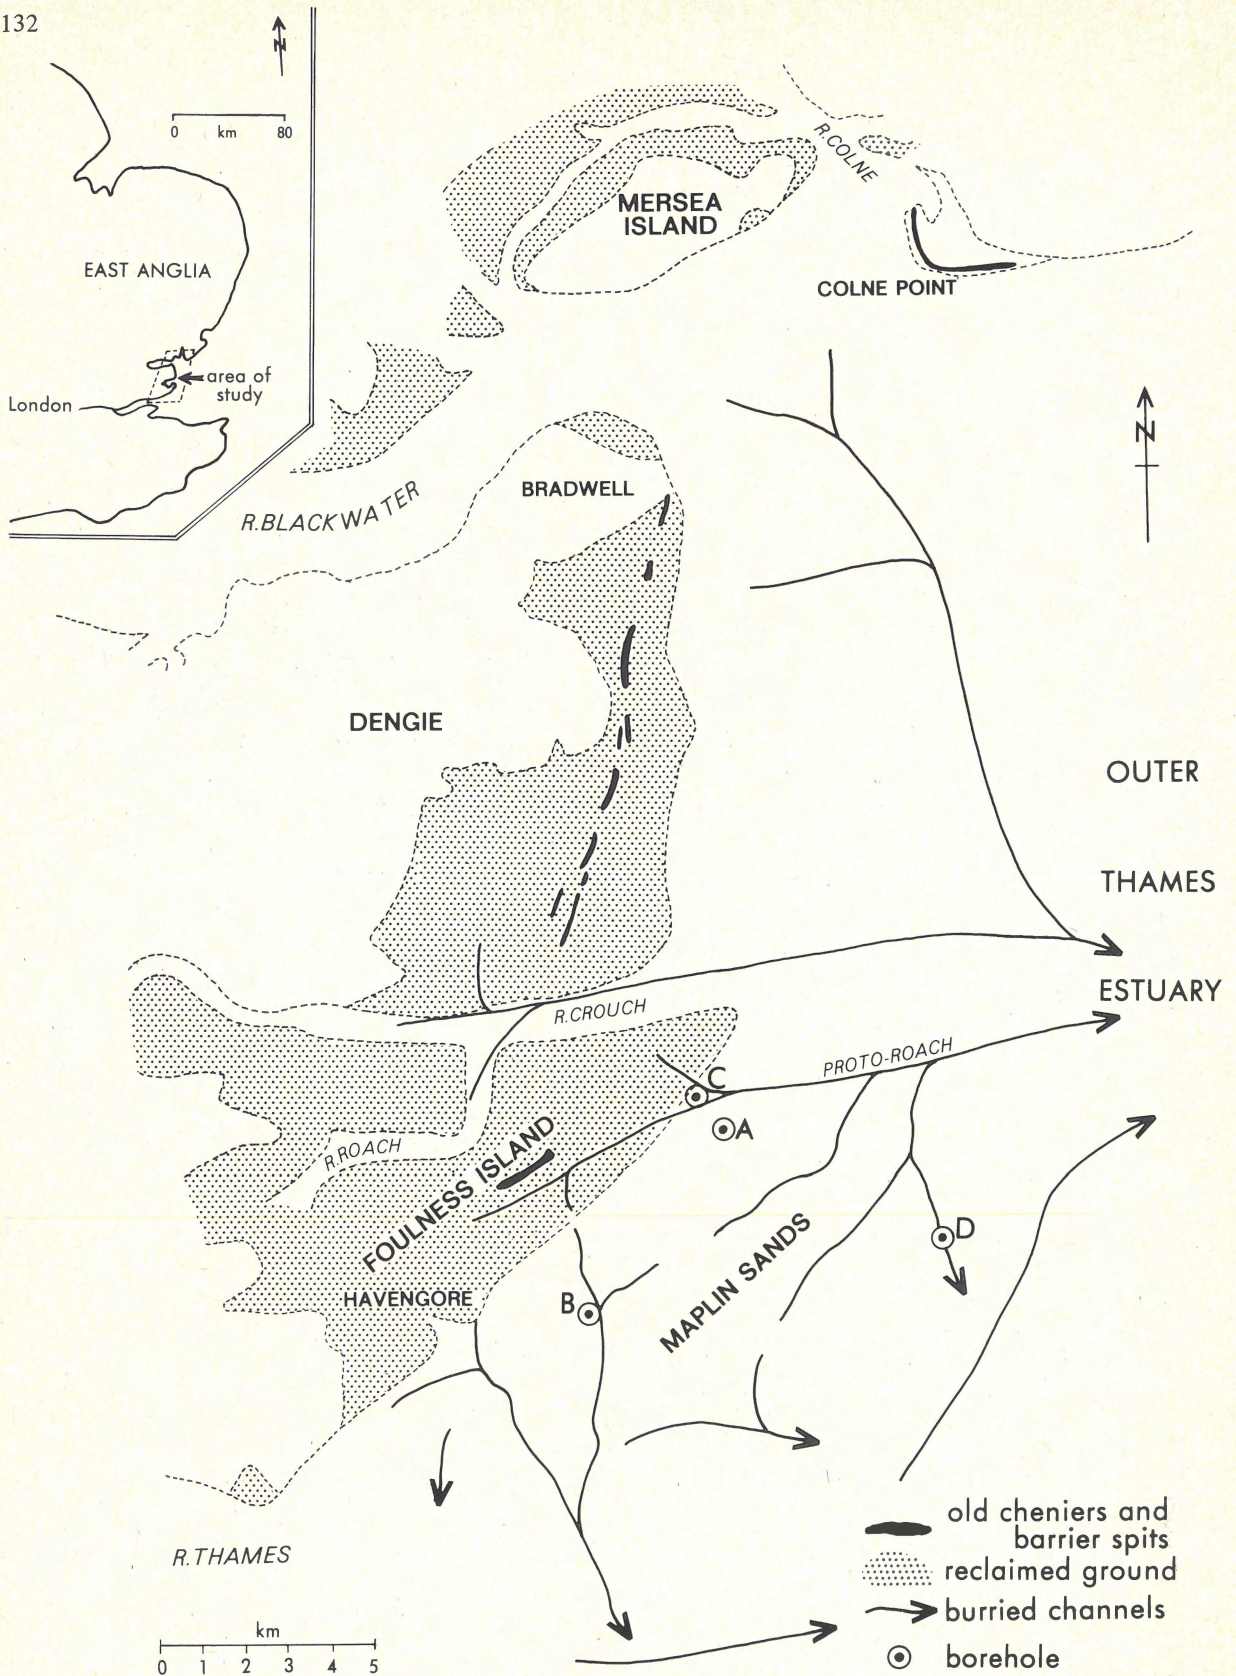 132
N
0 km 80
EAST ANGLIA
area of
study
London
R.COLNE
MERSEA
ISLAND
COLNE POINT
N
BRADWELL
R.BLACKWATER
DENGIE
OUTER
THAMES
ESTUARY
R.CROUCH
PROTO-ROACH
C
A
R.ROACH
FOULNESS ISLAND
D
MAPLIN SANDS
HAVENGORE
B
R.THAMES
old cheniers and
barrier spits
reclaimed ground
burried channels
borehole
km
0 1 2 3 4 5